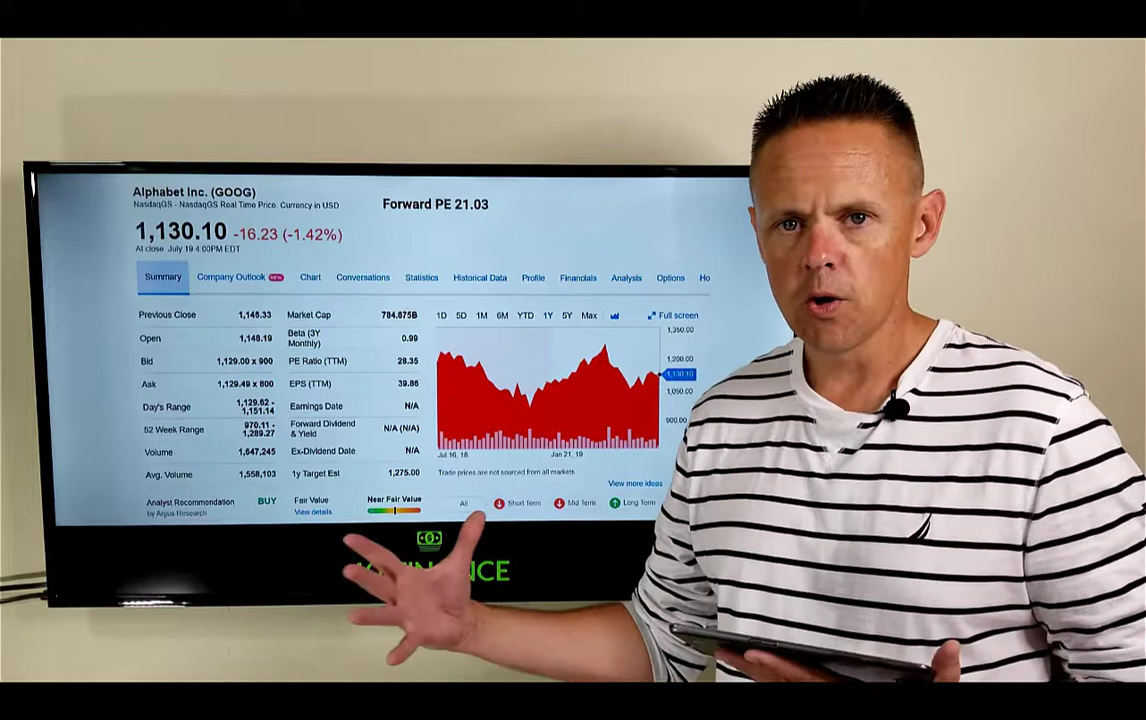 Alphabet Inc. (GOOG)
NasdaqGS - NasdaqGS Real Time Price. Currency in USD
Forward PE 21.03
1,130.10 -16.23 (-1.42%)
At close July 19 4:00PM EDT
Summary Company Outlook NEW Chart Conversations Statistics Historical Data Profile Financials Analysis Options Ho
Previous Close 1,146.33
Open 1,148.19
Bid 1,129.00 x 900
Ask 1,129.49 x 800
Day's Range 1,129.62 - 1,151.14
52 Week Range 970.11 - 1,289.27
Volume 1,647,245
Avg. Volume 1,558,103
Market Cap 784.875B
Beta (3Y Monthly) 0.99
PE Ratio (TTM) 28.35
EPS (TTM) 39.86
Earnings Date N/A
Forward Dividend & Yield N/A (N/A)
Ex-Dividend Date N/A
1y Target Est 1,275.00
1D 5D 1M 6M YTD 1Y 5Y Max Full screen
1,350.00
1,200.00
1,130.10
1,050.00
900.00
Jul 16, 18 Jan 21, 19
Trade prices are not sourced from all markets
View more ideas
Analyst Recommendation BUY
by Argus Research
Fair Value Near Fair Value
View details
All Short Term Mid Term Long Term